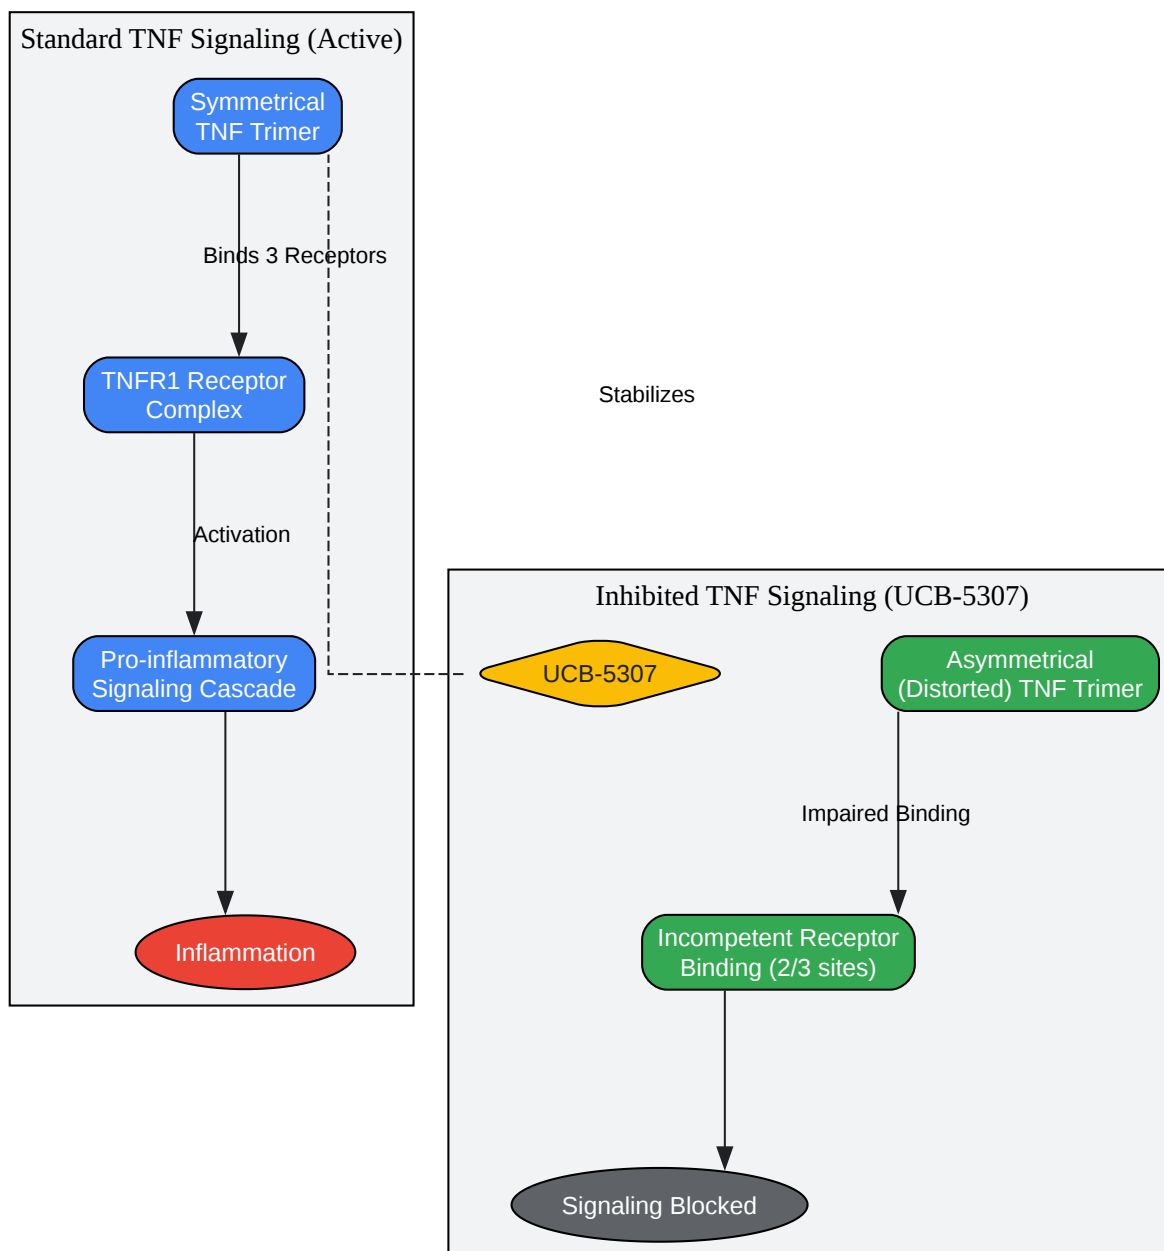 Standard TNF Signaling (Active)
Symmetrical
TNF Trimer
Binds 3 Receptors
TNFR1 Receptor
Complex
Activation
Pro-inflammatory
Signaling Cascade
Inflammation
Stabilizes
Inhibited TNF Signaling (UCB-5307)
UCB-5307
Asymmetrical
(Distorted) TNF Trimer
Impaired Binding
Incompetent Receptor
Binding (2/3 sites)
Signaling Blocked